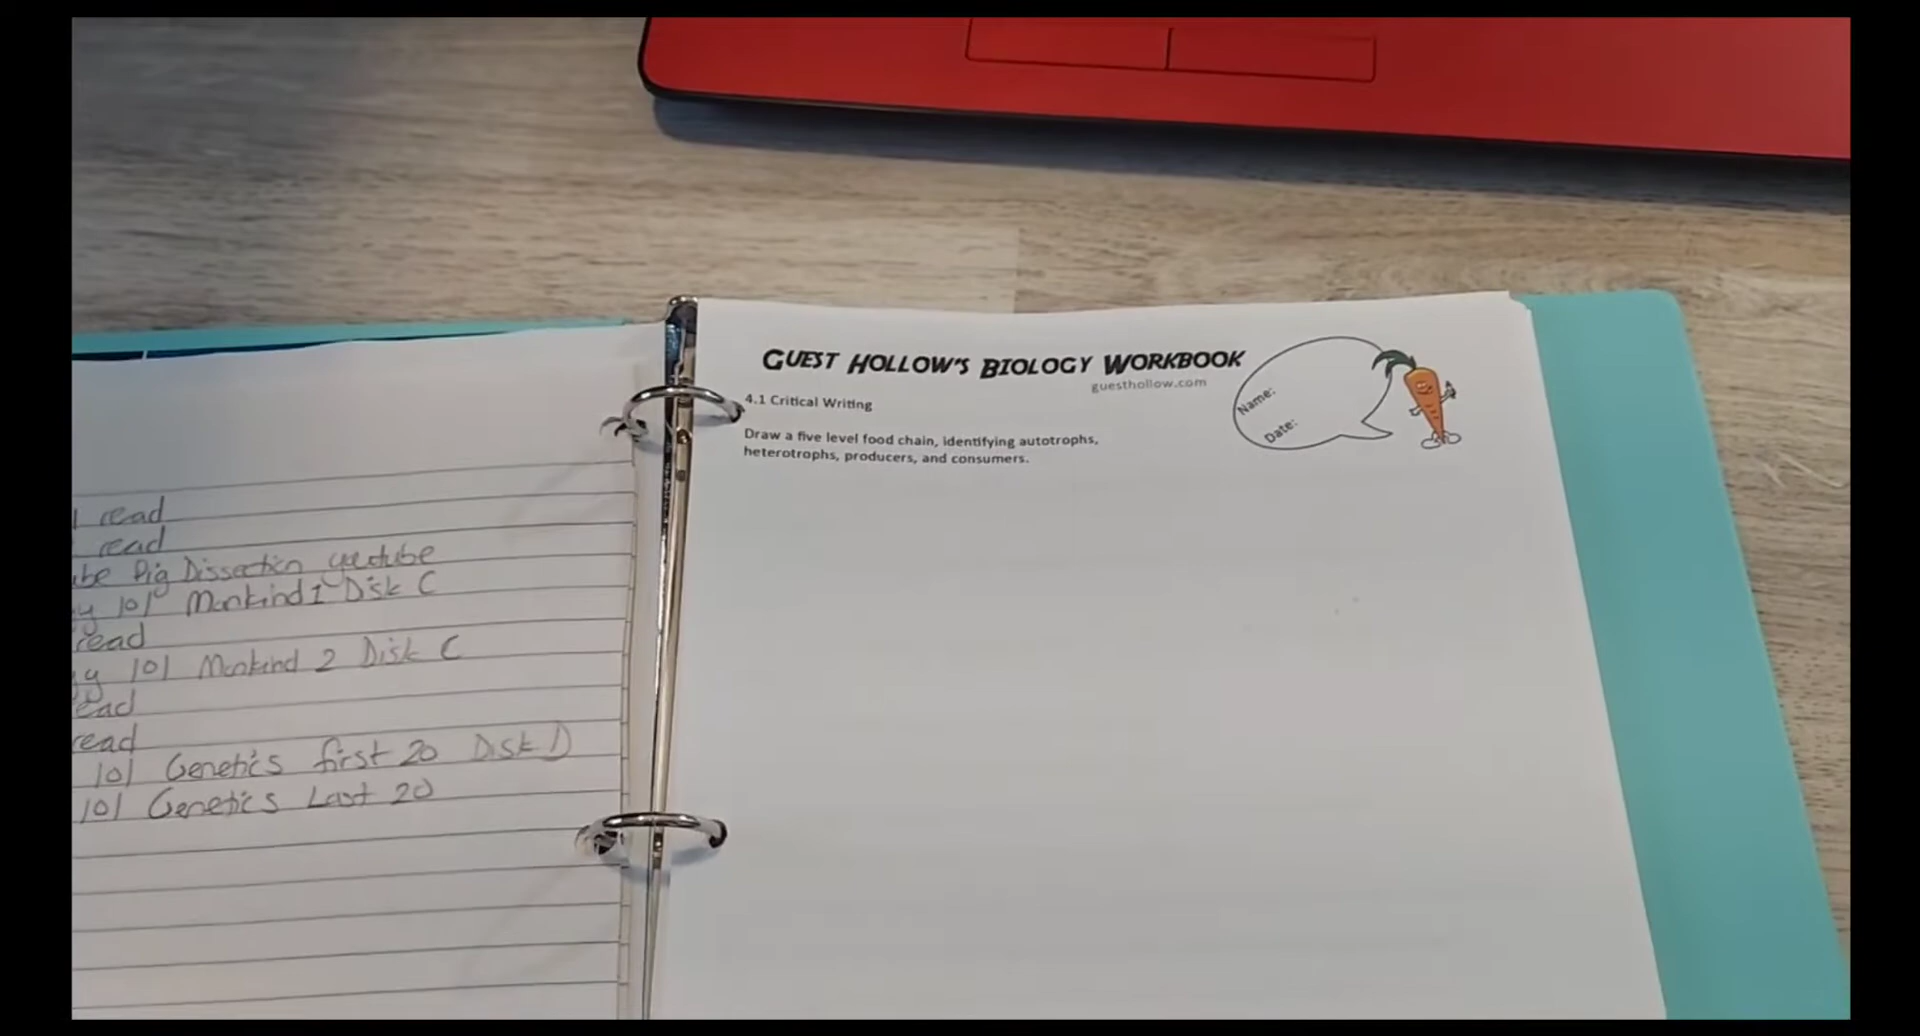 read
read
Pig Dissection youtube
101 Mankind 1 Disk C
read
101 Mankind 2 Disk C
read
101 Genetics first 20 Disk D
101 Genetics Last 20
GUEST HOLLOW'S BIOLOGY WORKBOOK
guesthollow.com
4.1 Critical Writing
Draw a five level food chain, identifying autotrophs,
heterotrophs, producers, and consumers.
Name:
Date: